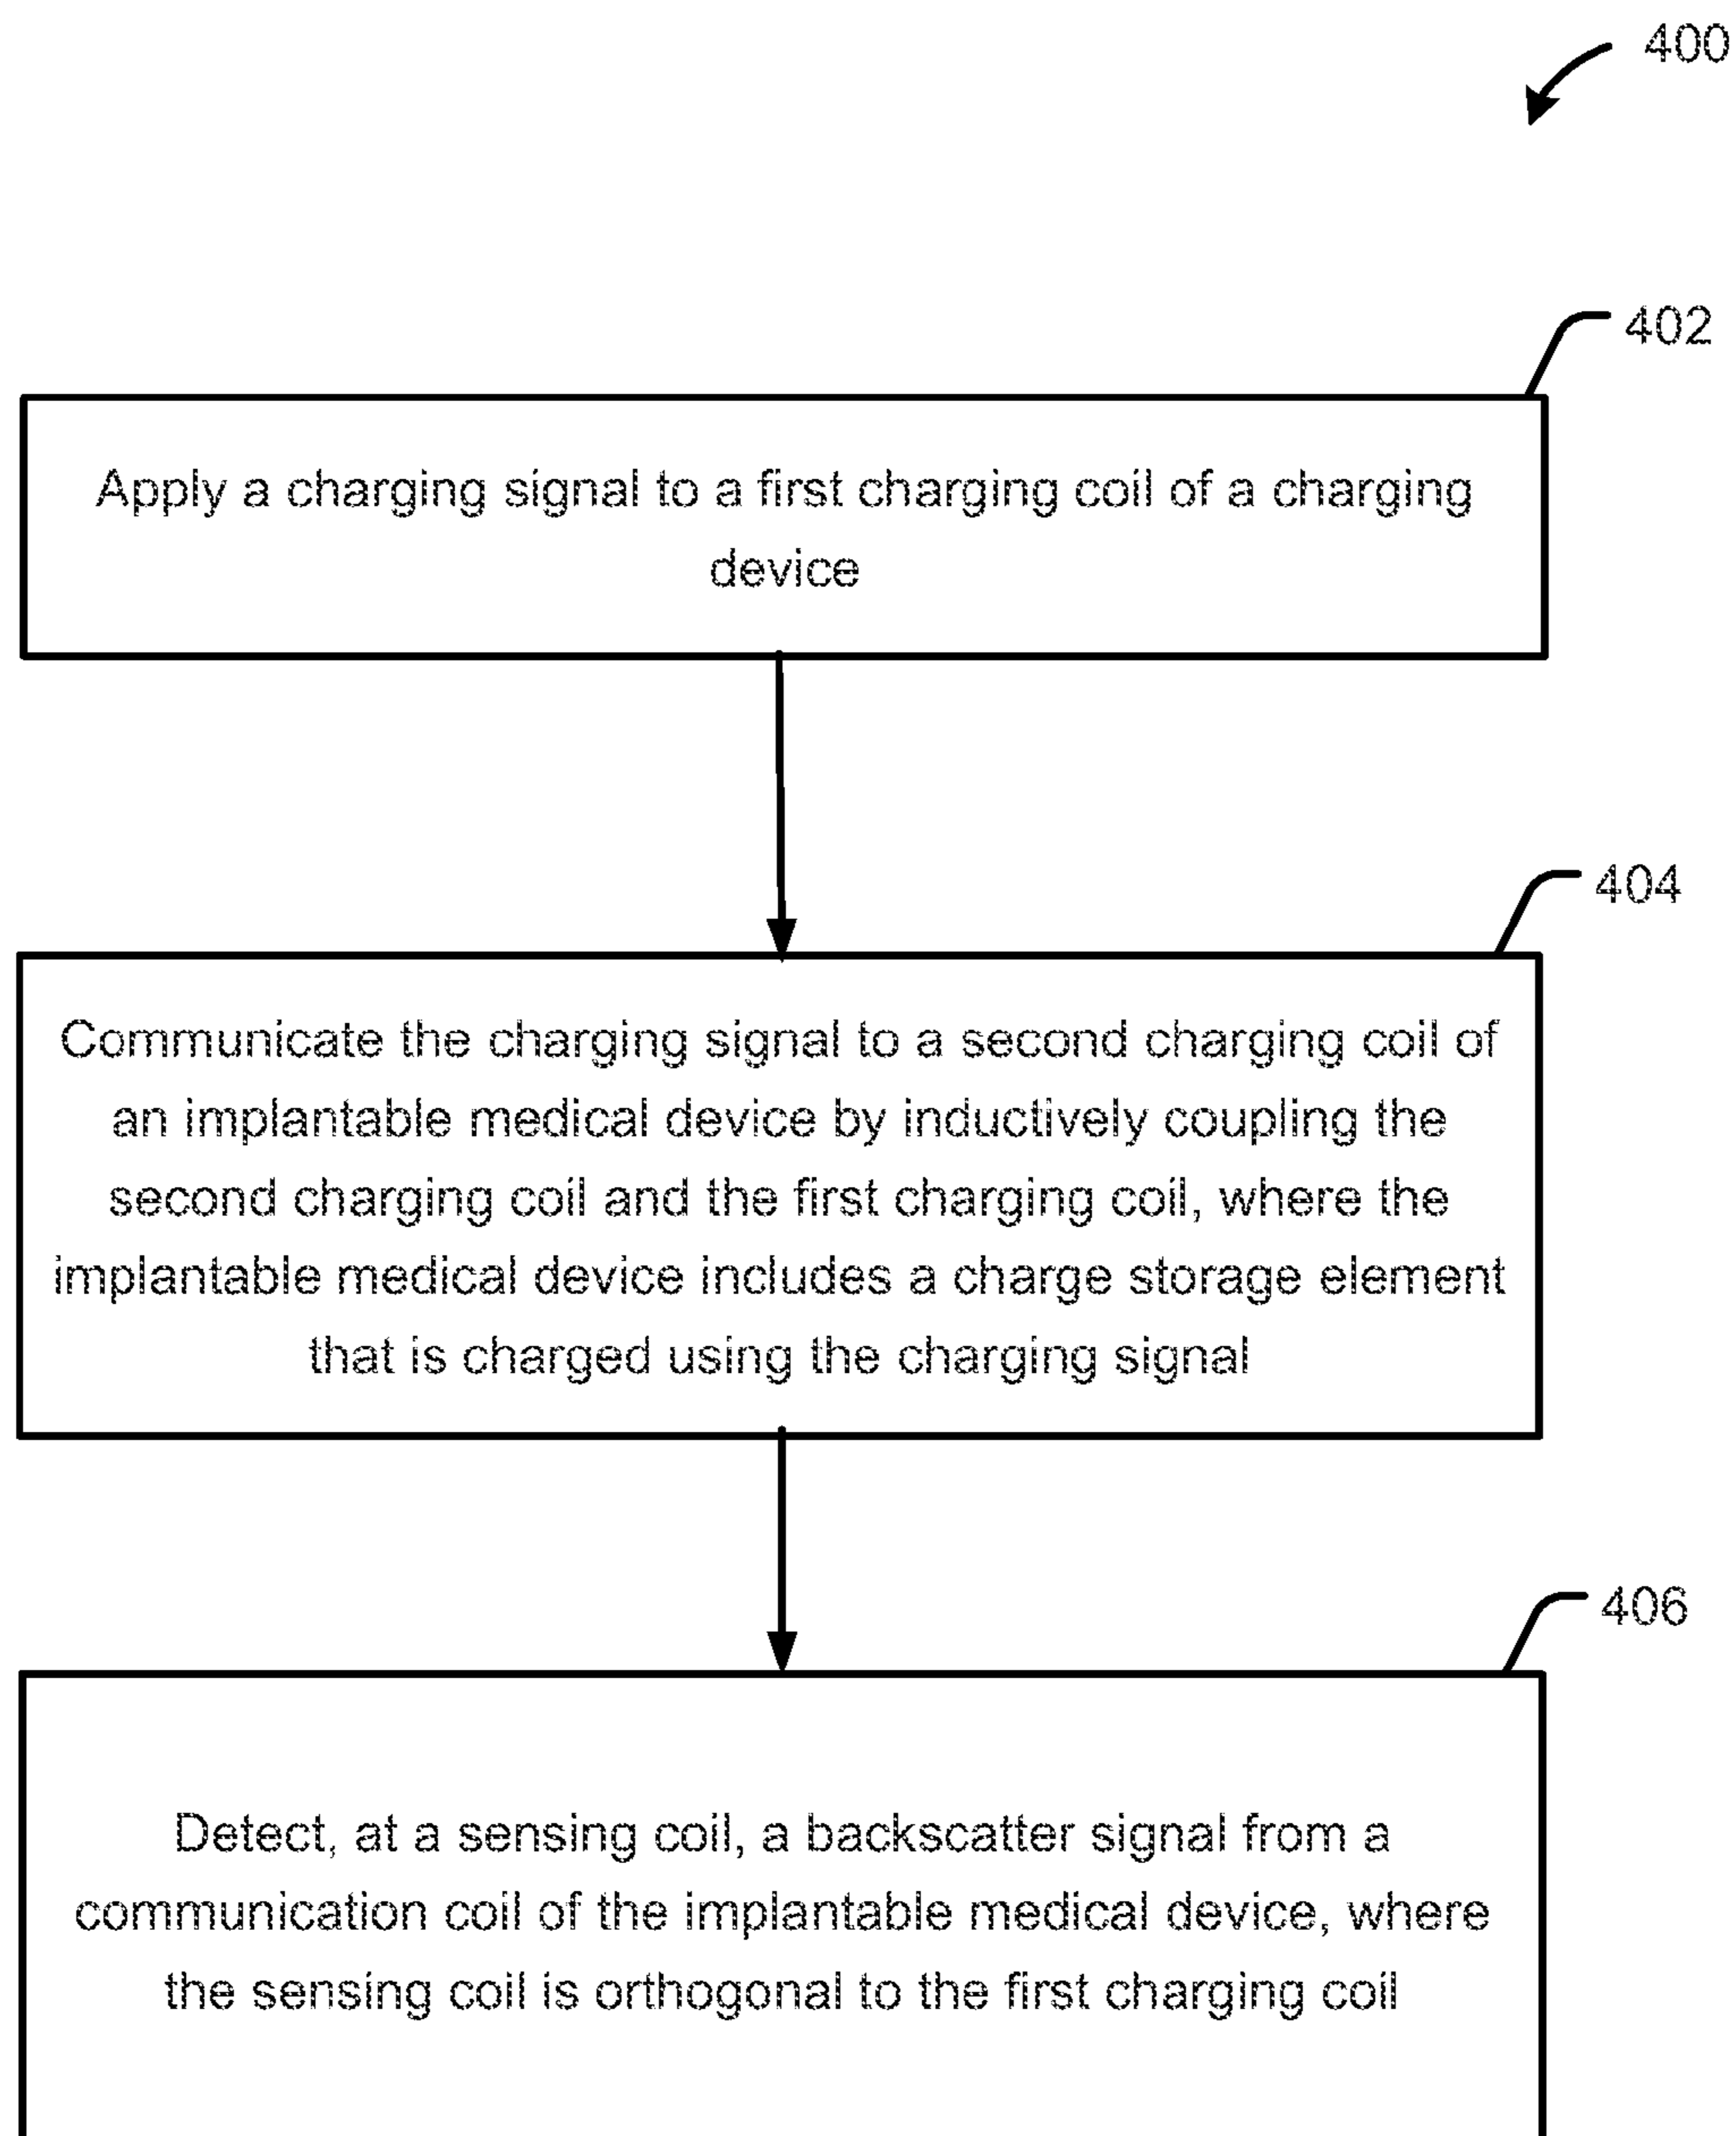 400
402
Apply a charging signal to a first charging coil of a charging
device
404
Communicate the charging signal to a second charging coil of
an implantable medical device by inductively coupling the
second charging coil and the first charging coil, where the
implantable medical device includes a charge storage element
that is charged using the charging signal
406
Detect, at a sensing coil, a backscatter signal from a
communication coil of the implantable medical device, where
the sensing coil is orthogonal to the first charging coil